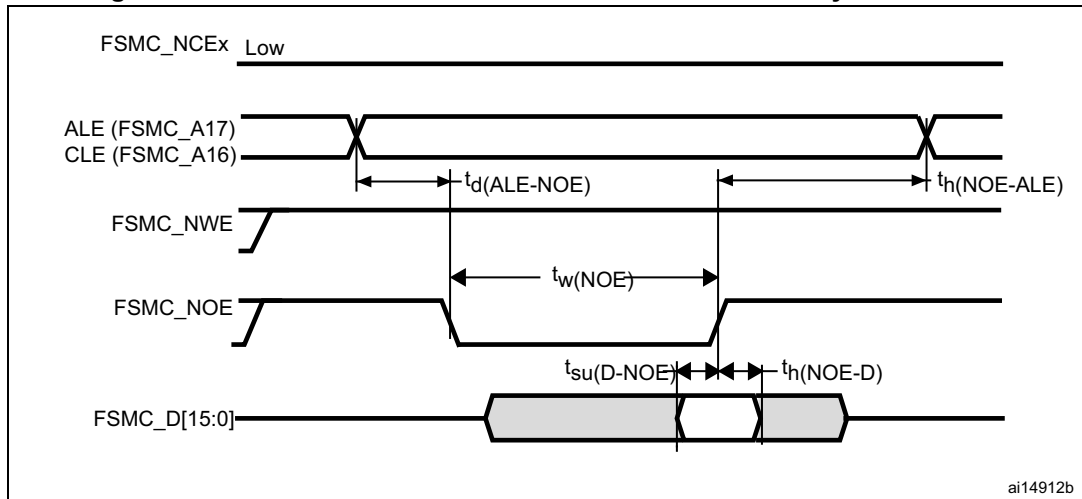 FSMC_NCEx Low
ALE (FSMC_A17)
CLE (FSMC_A16)
td(ALE-NOE)
th(NOE-ALE)
FSMC_NWE
tw(NOE)
FSMC_NOE
tsu(D-NOE)
th(NOE-D)
FSMC_D[15:0]
ai14912b